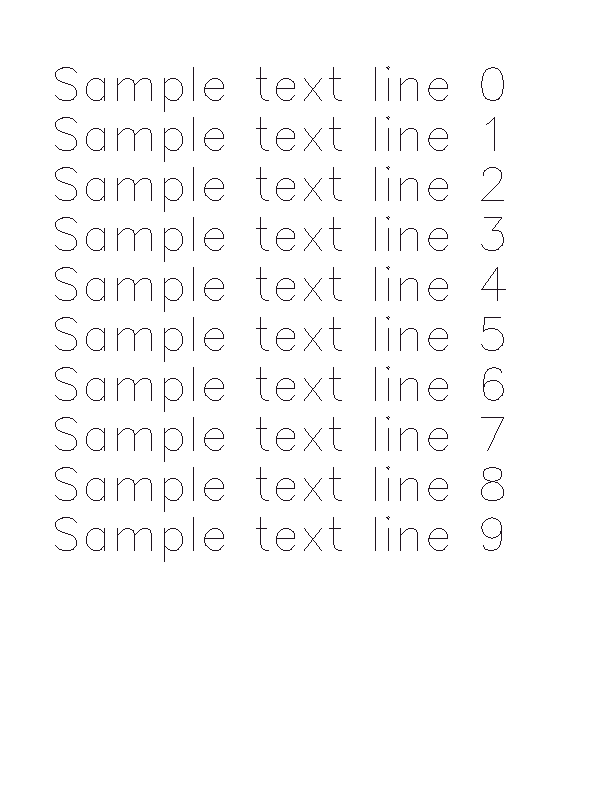 Sample text line 0
Sample text line 1
Sample text line 2
Sample text line 3
Sample text line 4
Sample text line 5
Sample text line 6
Sample text line 7
Sample text line 8
Sample text line 9